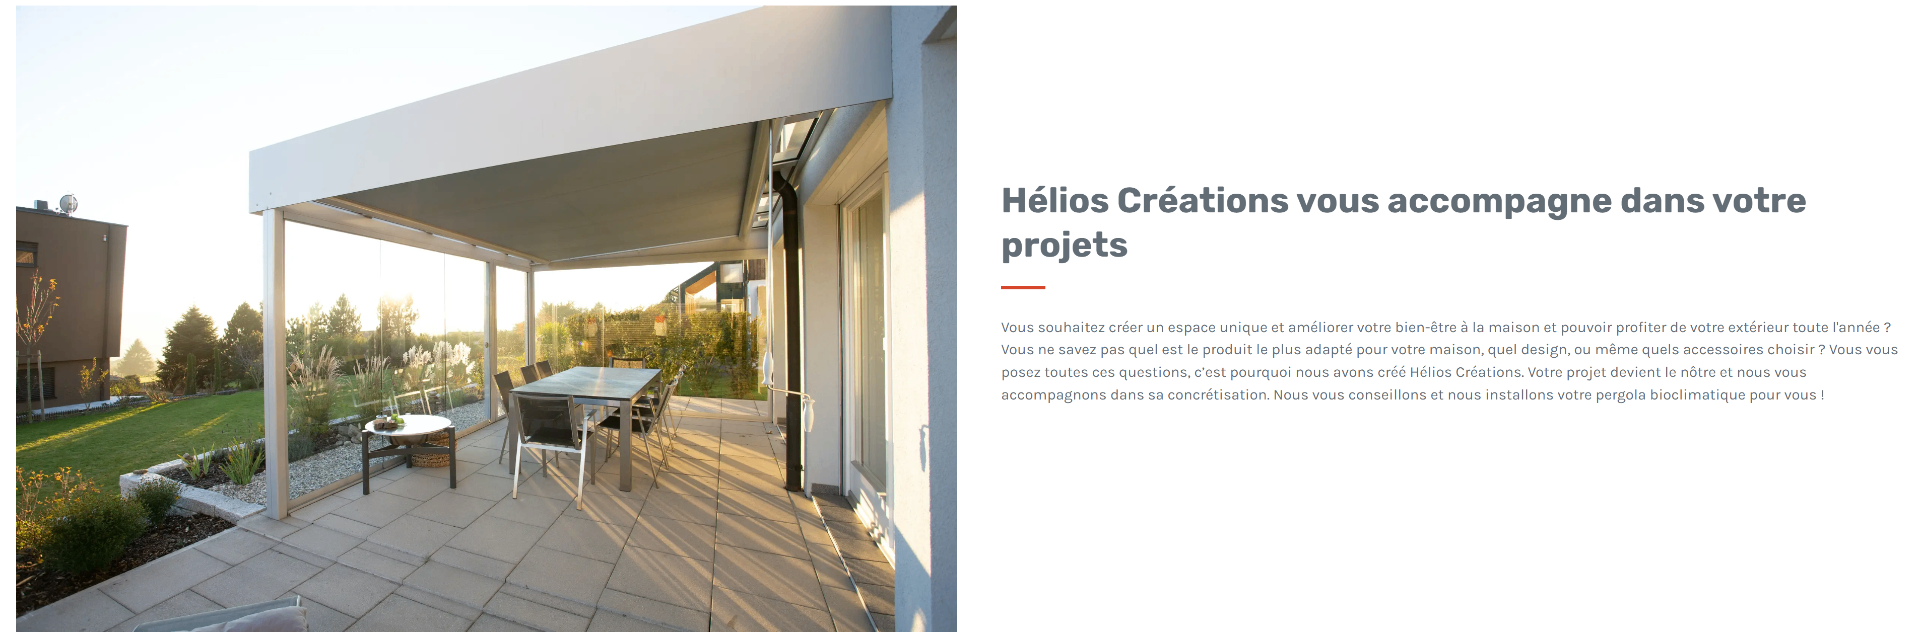 Hélios Créations vous accompagne dans votre
projets
Vous souhaitez créer un espace unique et améliorer votre bien-être à la maison et pouvoir profiter de votre extérieur toute l'année ?
Vous ne savez pas quel est le produit le plus adapté pour votre maison, quel design, ou même quels accessoires choisir ? Vous vous
posez toutes ces questions, c’est pourquoi nous avons créé Hélios Créations. Votre projet devient le nôtre et nous vous
accompagnons dans sa concrétisation. Nous vous conseillons et nous installons votre pergola bioclimatique pour vous !